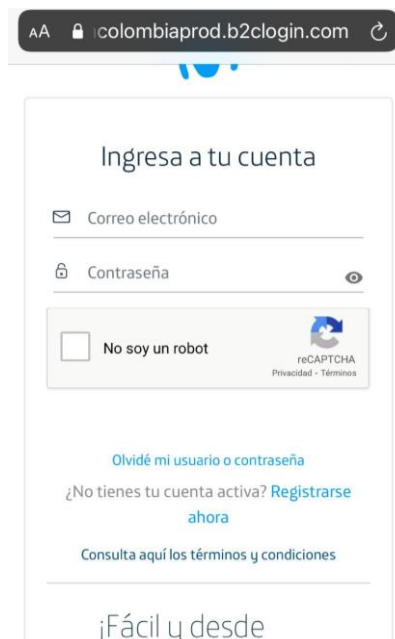 AA colombiaprod.b2clogin.com
Ingresa a tu cuenta
Correo electrónico
Contraseña
No soy un robot
reCAPTCHA
Privacidad - Términos
Olvidé mi usuario o contraseña
¿No tienes tu cuenta activa? Registrarse
ahora
Consulta aquí los términos y condiciones
¡Fácil y desde